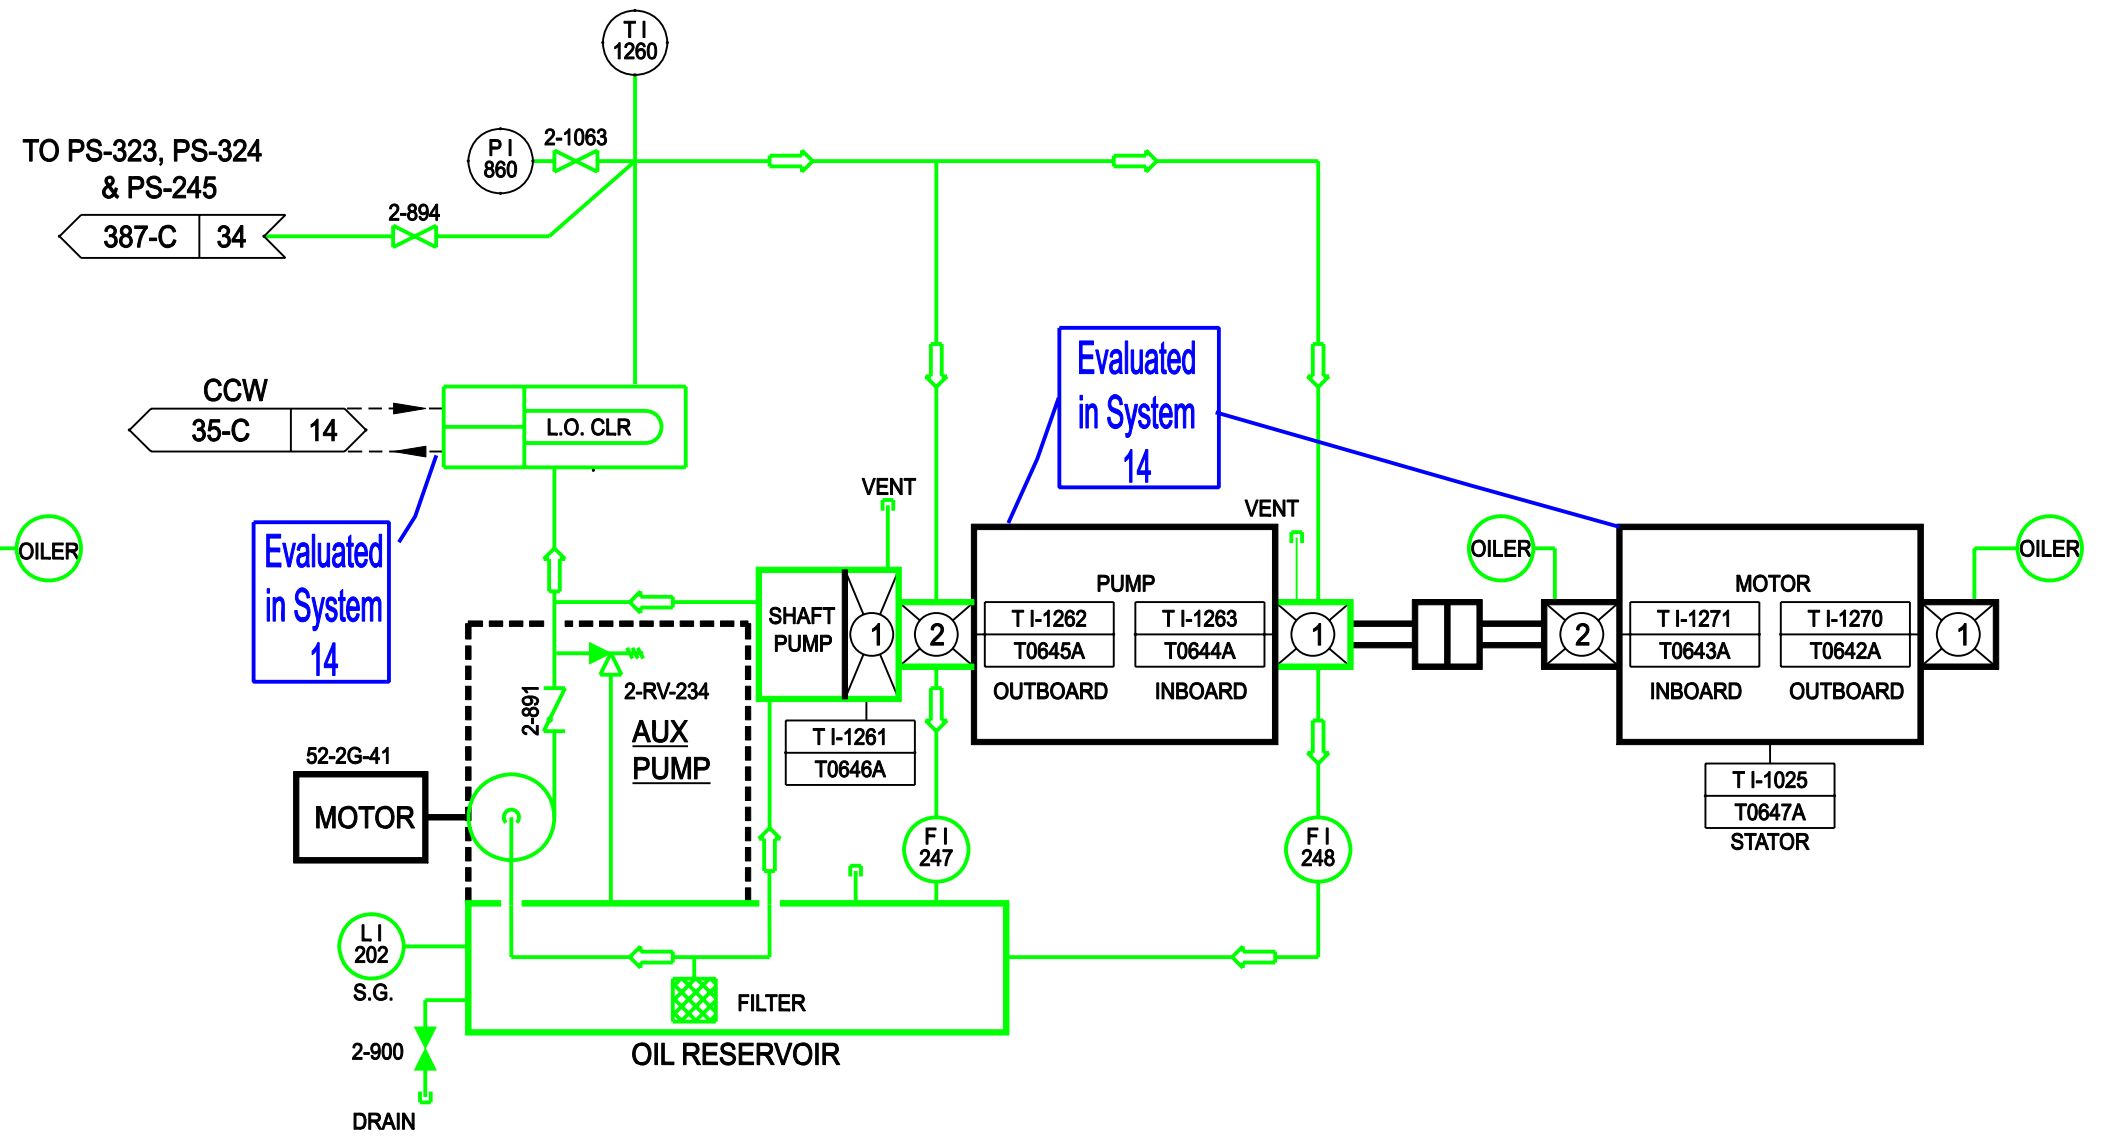 T I
1260
P I
860
2-1063
TO PS-323, PS-324
& PS-245
387-C
34
2-894
CCW
35-C
14
L.O. CLR
Evaluated
in System
14
Evaluated
in System
14
OILER
VENT
SHAFT
PUMP
1
2
T I-1261
T0646A
PUMP
T I-1262
T0645A
OUTBOARD
T I-1263
T0644A
INBOARD
VENT
1
OILER
2
MOTOR
T I-1271
T0643A
INBOARD
T I-1270
T0642A
OUTBOARD
1
OILER
T I-1025
T0647A
STATOR
2-891
2-RV-234
AUX
PUMP
52-2G-41
MOTOR
F I
247
F I
248
L I
202
S.G.
FILTER
2-900
OIL RESERVOIR
DRAIN